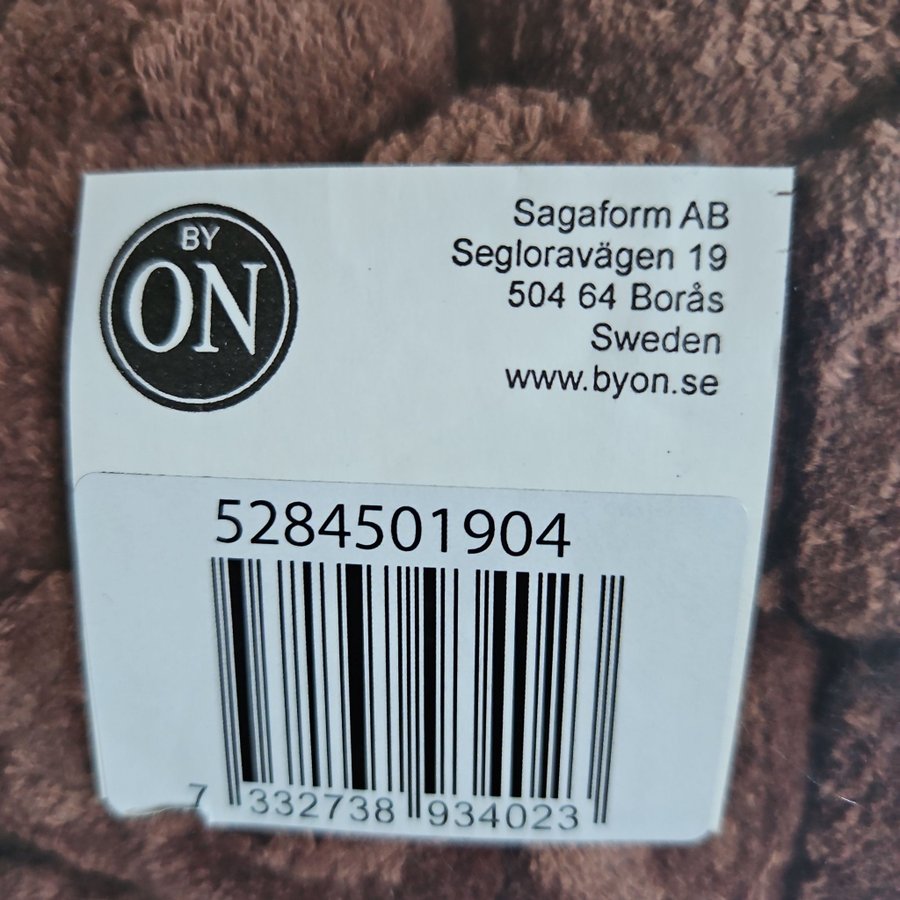 BY
ON
Sagaform AB
Segloravägen 19
504 64 Borås
Sweden
www.byon.se
5284501904
7 332738 934023